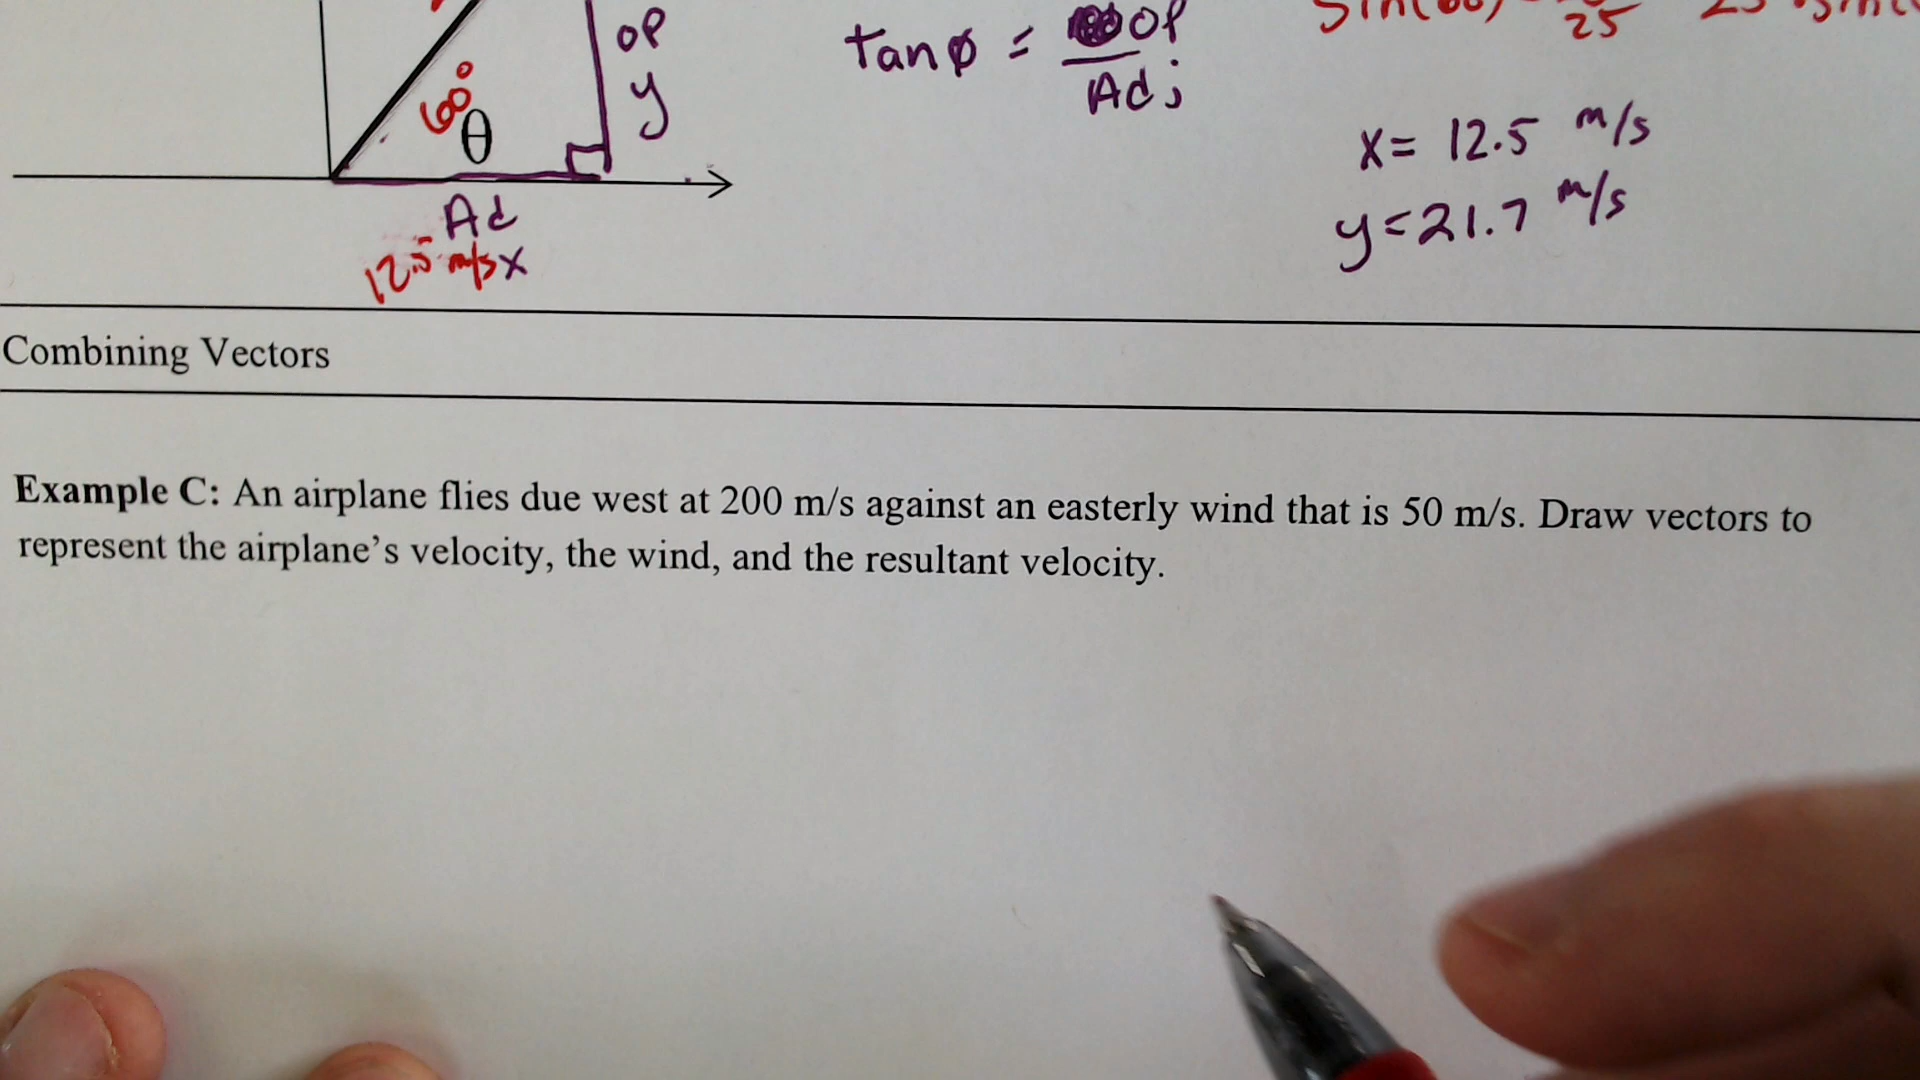 OP
tanø = OP
Adj
25
60°
y
θ
x= 12.5 m/s
Ad
y=21.7 m/s
12.5 m/s x
Combining Vectors
Example C: An airplane flies due west at 200 m/s against an easterly wind that is 50 m/s. Draw vectors to
represent the airplane’s velocity, the wind, and the resultant velocity.